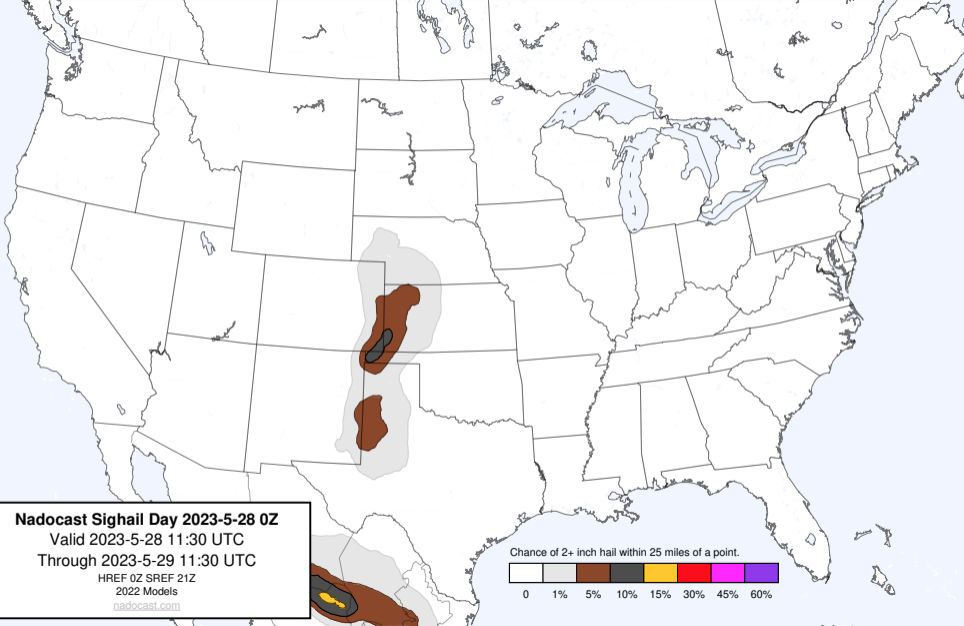 Nadocast Sighail Day 2023-5-28 0Z
Valid 2023-5-28 11:30 UTC
Through 2023-5-29 11:30 UTC
HREF 0Z SREF 21Z
2022 Models
nadocast.com
Chance of 2+ inch hail within 25 miles of a point.
0 1% 5% 10% 15% 30% 45% 60%